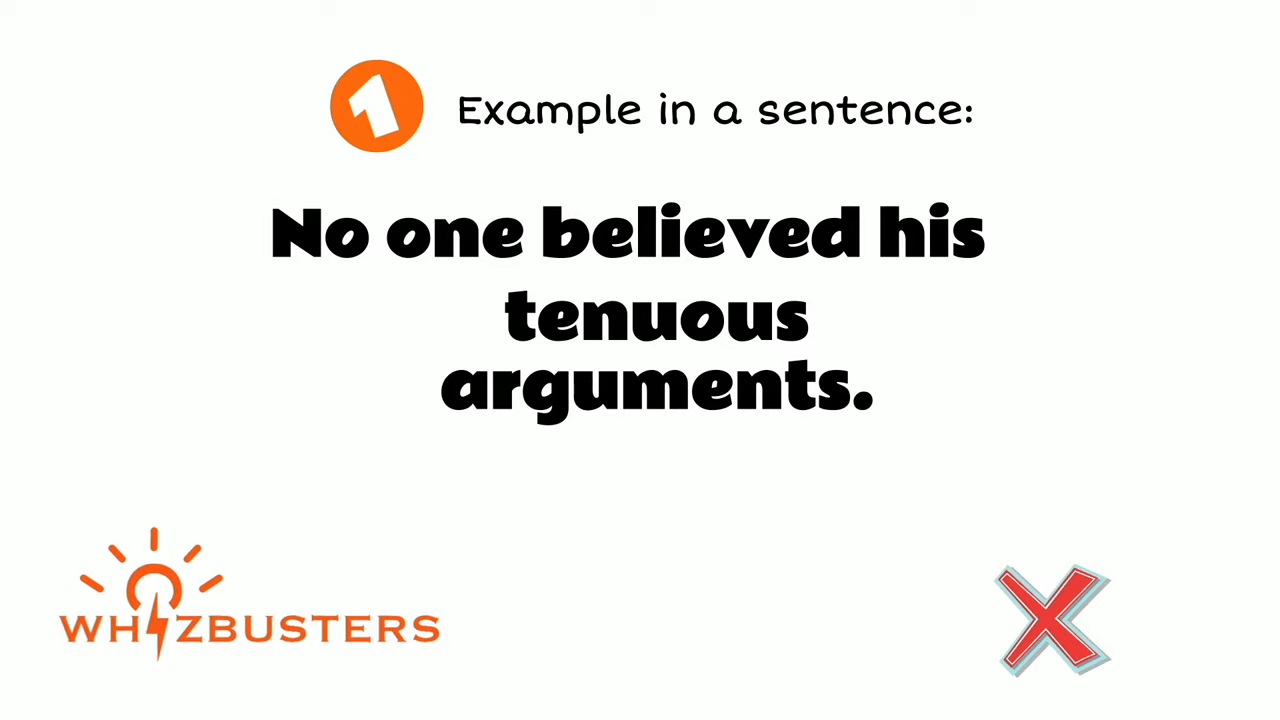 1 Example in a sentence:
No one believed his
tenuous
arguments.
WHIZBUSTERS